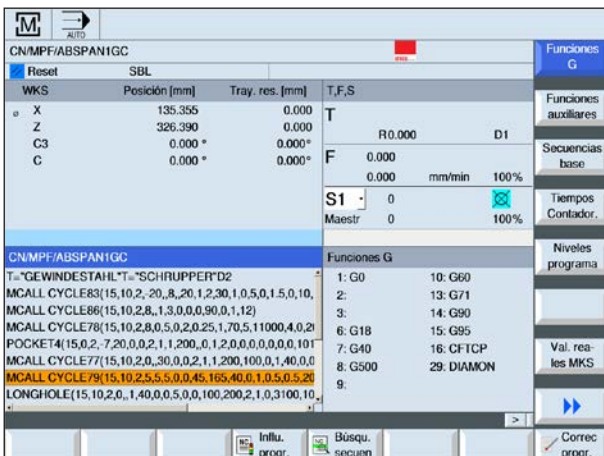 M
AUTO
CN/MPF/ABSPAN1GC
Reset SBL
WKS Posición [mm] Tray. res. [mm] T,F,S
X 135.355 0.000
Z 326.390 0.000
C3 0.000 ° 0.000°
C 0.000 ° 0.000°
T
R0.000 D1
F 0.000
0.000 mm/min 100%
S1 0
Maestr 0 100%
CN/MPF/ABSPAN1GC
T="GEWINDESTAHL"T="SCHRUPPER"D2
MCALL CYCLE83(15,10,2,-20,,8,,20,1,2,30,1,0,5,0,1.5,0,10,
MCALL CYCLE86(15,10,2,8,,1,3,0,0,0,90,0,1,12)
MCALL CYCLE78(15,10,2,8,0,5,0,2,0.25,1,70,5,11000,4,0,2
POCKET4(15,0,2,-7,20,0,0,2,1,1,200,,0,1,2,0,0,0,0,0,0,101
MCALL CYCLE77(15,10,2,0,,30,0,0,2,1,1,200,100,0,1,40,0,0
MCALL CYCLE79(15,10,2,5,5,5,0,0,45,165,40,0,1,0.5,0.5,20
LONGHOLE(15,10,2,0,,1,40,0,0,5,0,0,100,200,2,1,0,3100,10
Funciones G
1: G0 10: G60
2: 13: G71
3: 14: G90
6: G18 15: G95
7: G40 16: CFTCP
8: G500 29: DIAMON
9:
>
Funciones
G
Funciones
auxiliares
Secuencias
base
Tiempos
Contador.
Niveles
programa
Val. rea-
les MKS
NC Influ.
progr.
NC Búsqu.
secuen
Correc
progr.